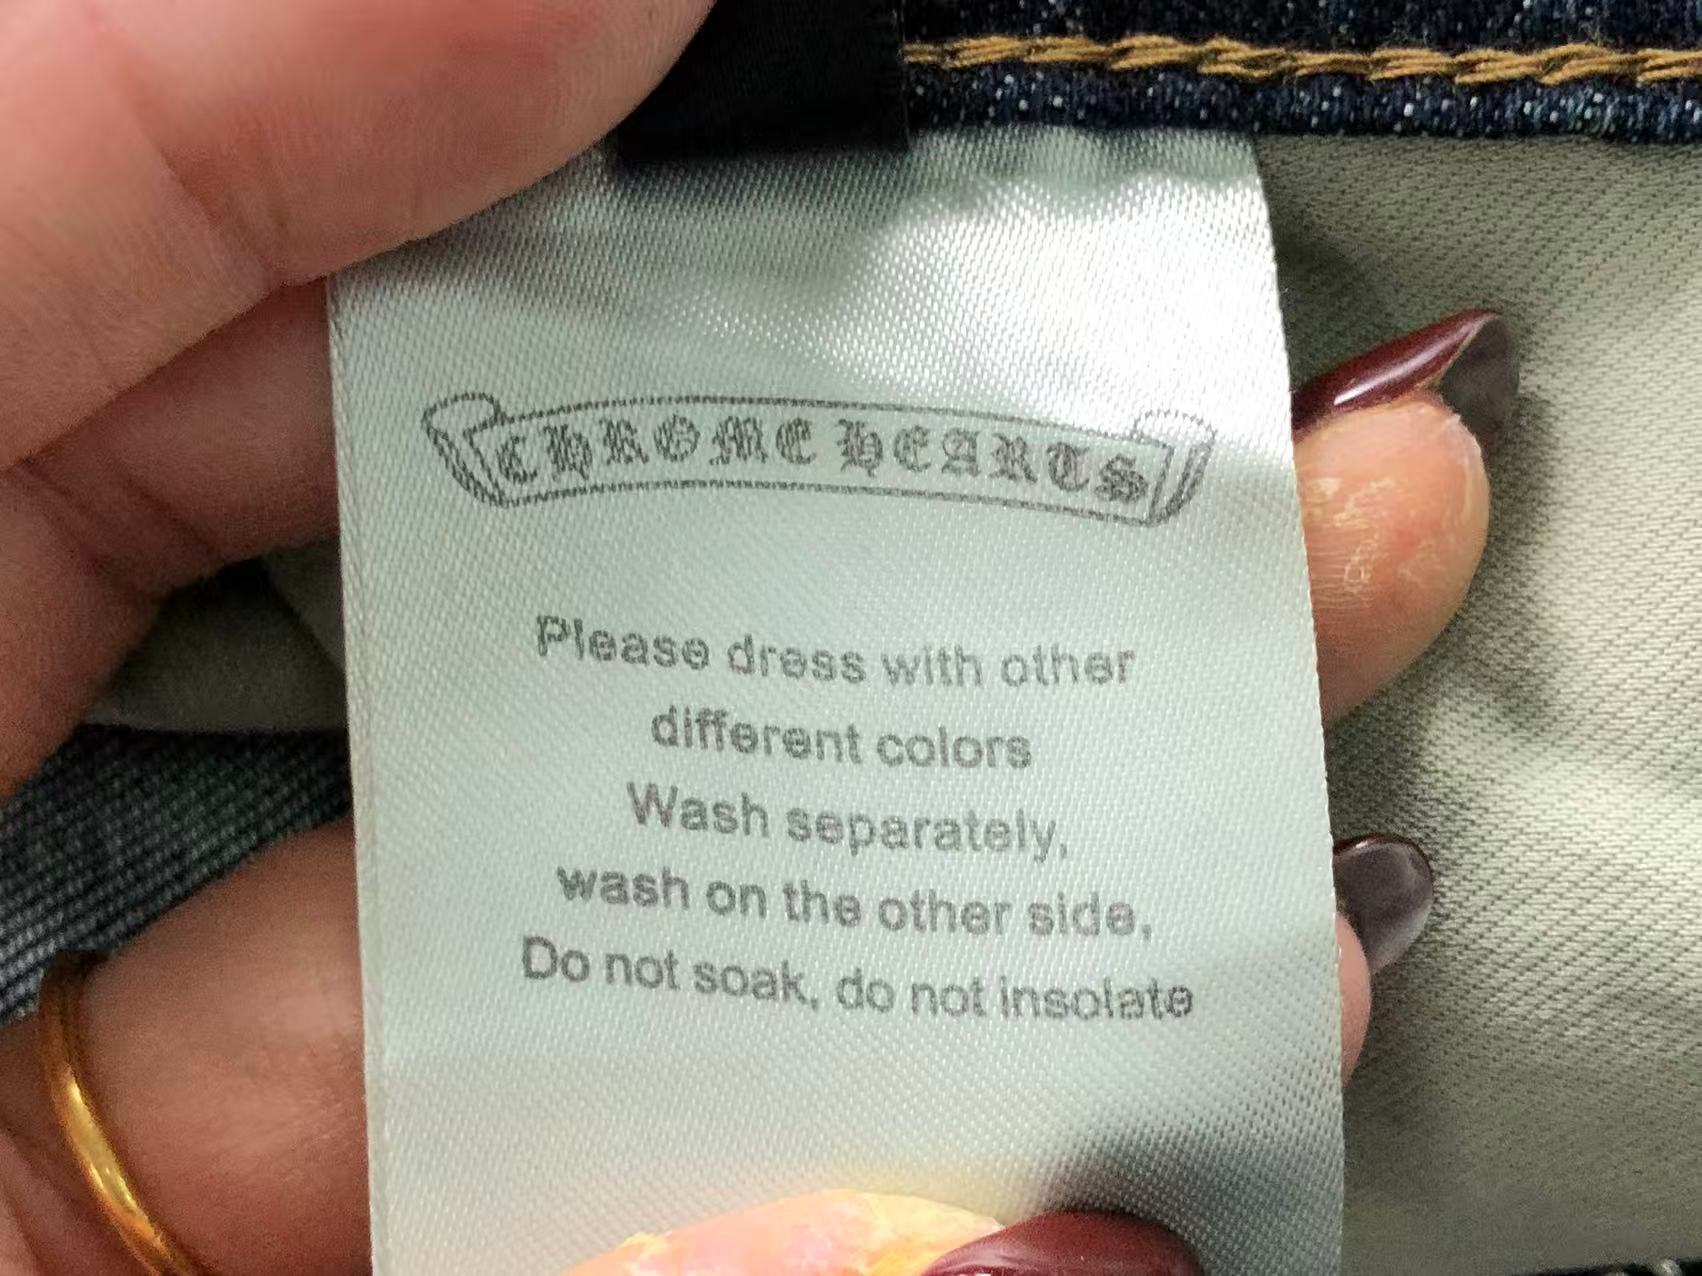 CHROME HEARTS
Please dress with other
different colors
Wash separately,
wash on the other side,
Do not soak, do not insolate